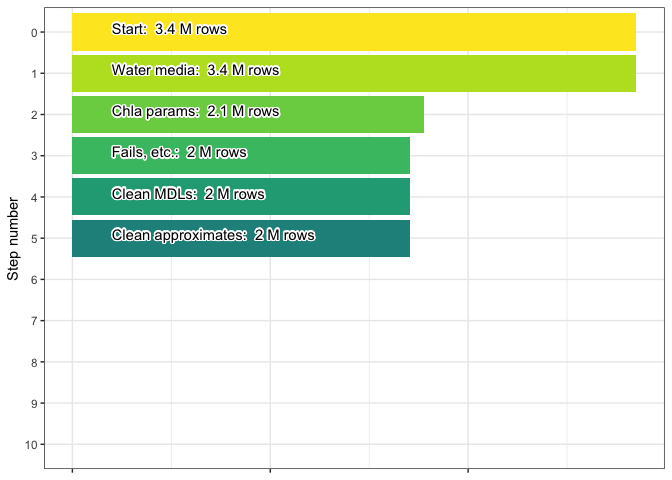 Step number
0
Start:  3.4 M rows
1
Water media:  3.4 M rows
2
Chla params:  2.1 M rows
3
Fails, etc.:  2 M rows
4
Clean MDLs:  2 M rows
5
Clean approximates:  2 M rows
6
7
8
9
10